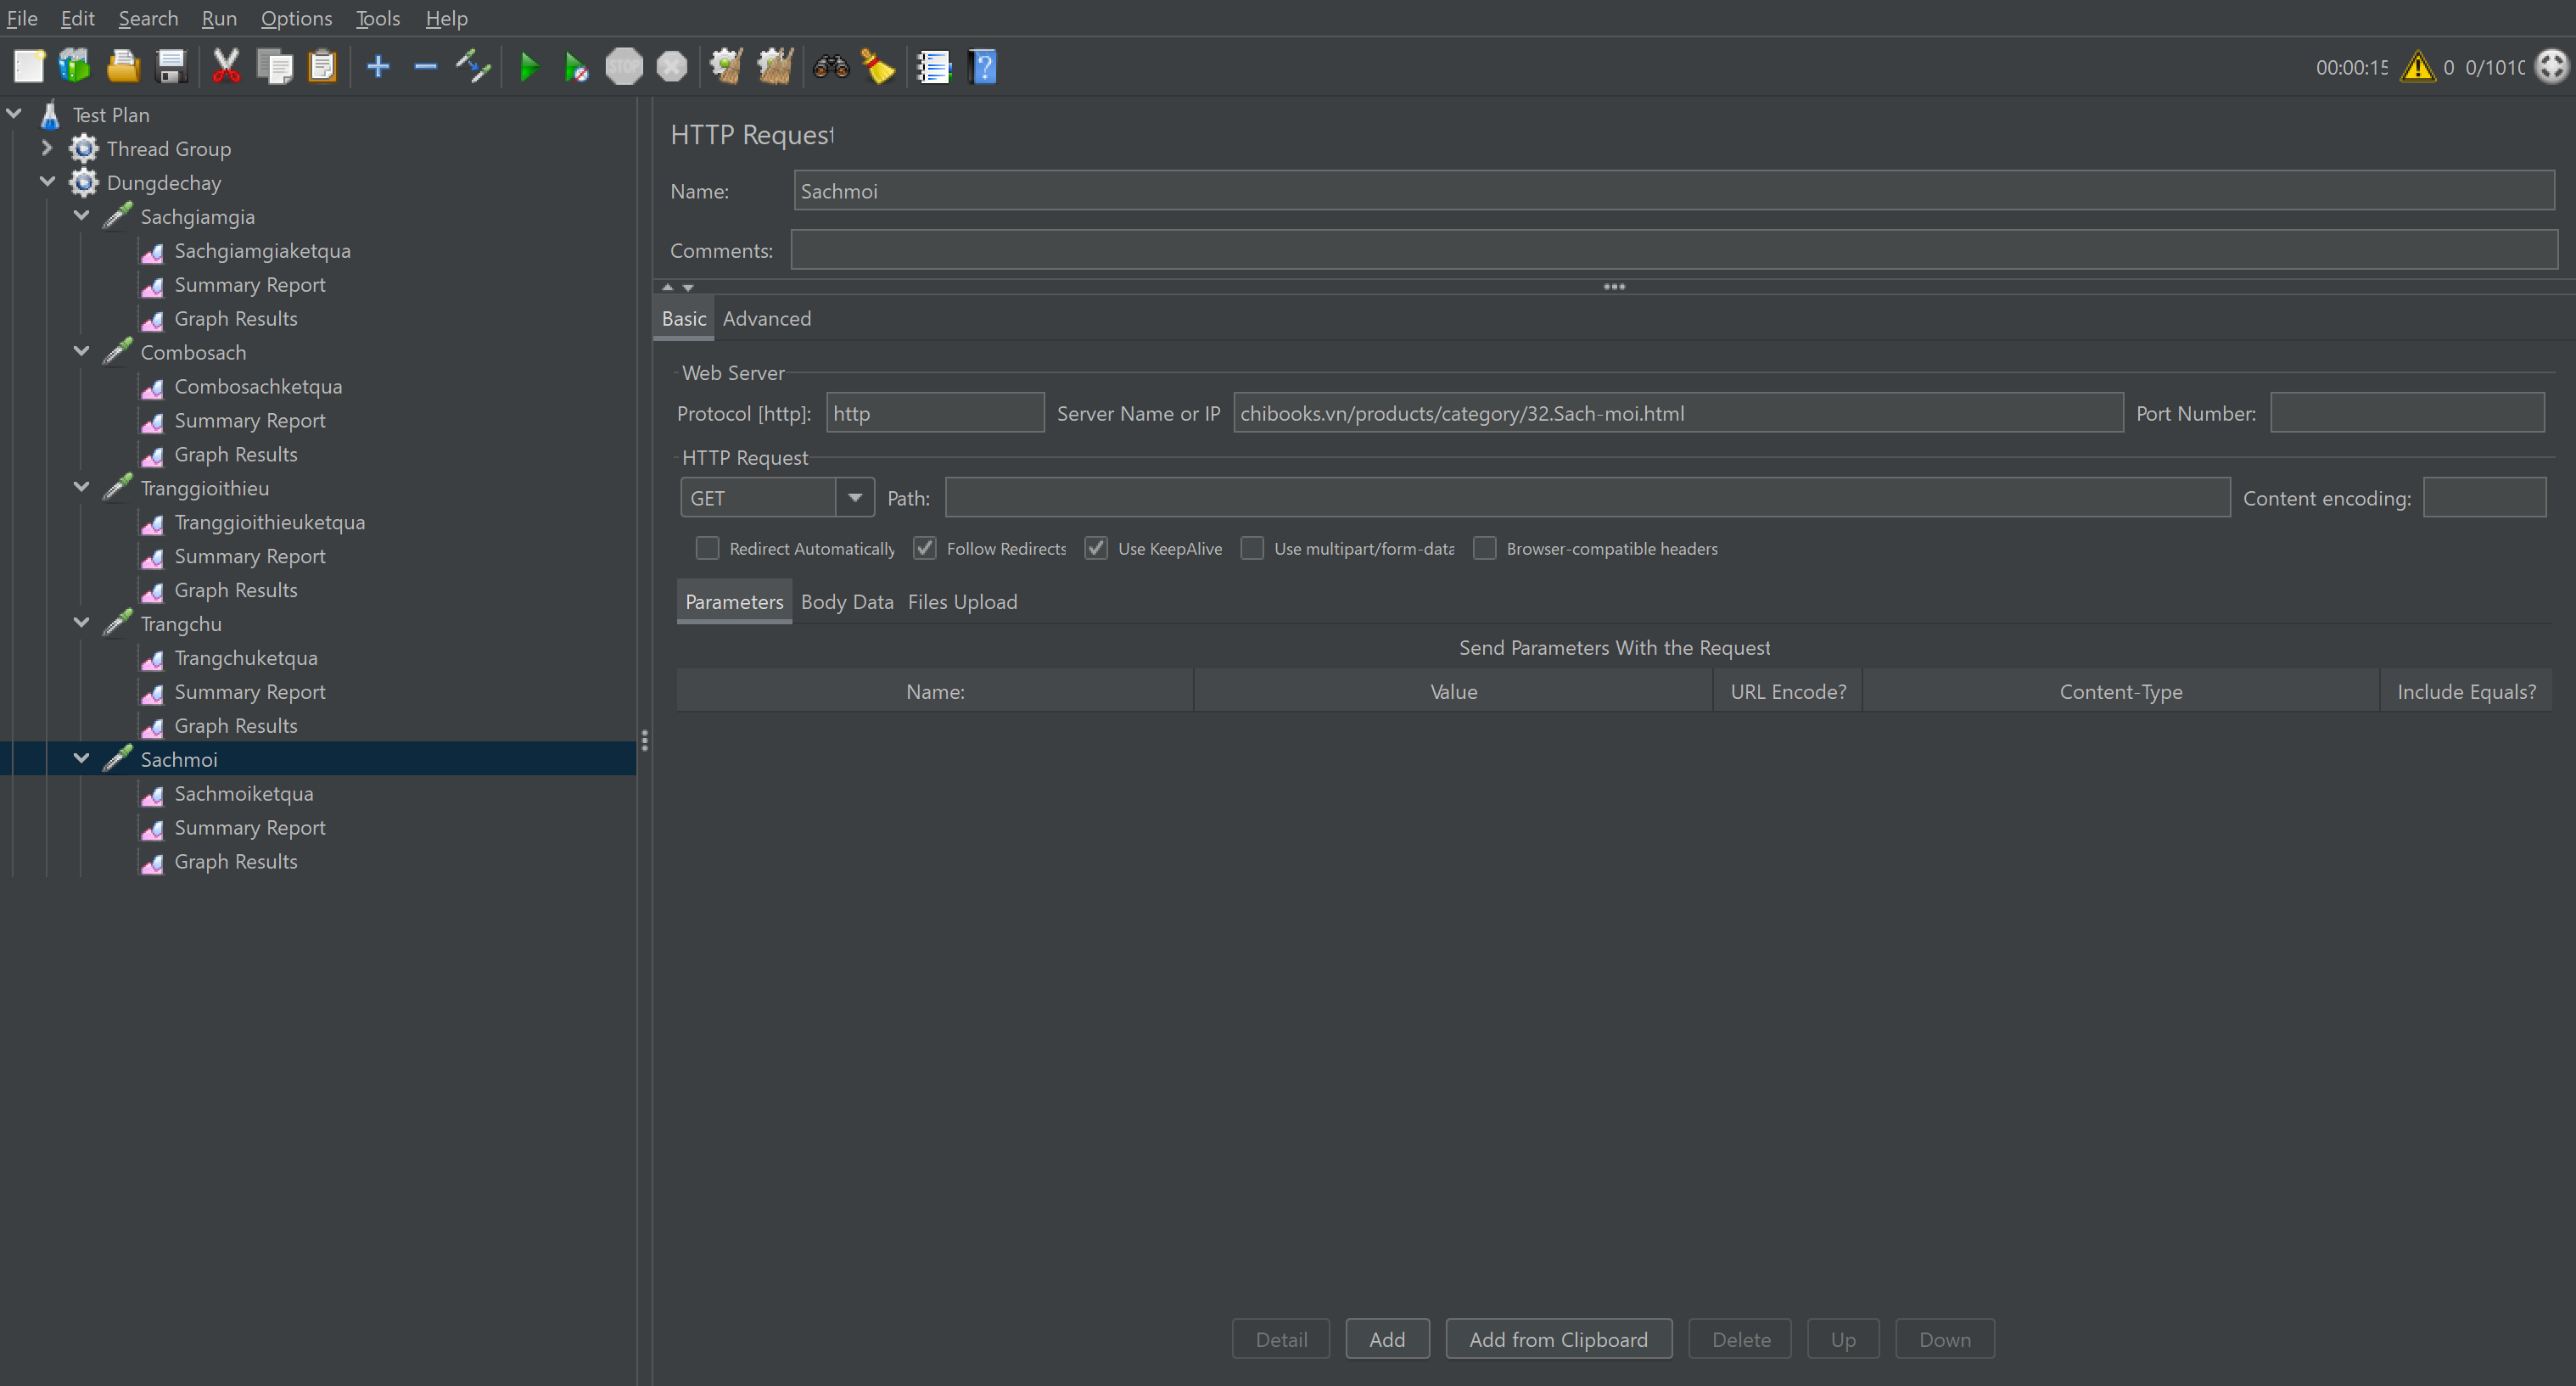 File Edit Search Run Options Tools Help
STOP
00:00:15 0 0/1010
Test Plan
Thread Group
Dungdechay
Sachgiamgia
Sachgiamgiaketqua
Summary Report
Graph Results
Combosach
Combosachketqua
Summary Report
Graph Results
Tranggioithieu
Tranggioithieuketqua
Summary Report
Graph Results
Trangchu
Trangchuketqua
Summary Report
Graph Results
Sachmoi
Sachmoiketqua
Summary Report
Graph Results
HTTP Request
Name: Sachmoi
Comments:
Basic Advanced
Web Server
Protocol [http]: http Server Name or IP chibooks.vn/products/category/32.Sach-moi.html Port Number:
HTTP Request
GET Path: Content encoding:
Redirect Automatically Follow Redirects Use KeepAlive Use multipart/form-data Browser-compatible headers
Parameters Body Data Files Upload
Send Parameters With the Request
Name: Value URL Encode? Content-Type Include Equals?
Detail Add Add from Clipboard Delete Up Down